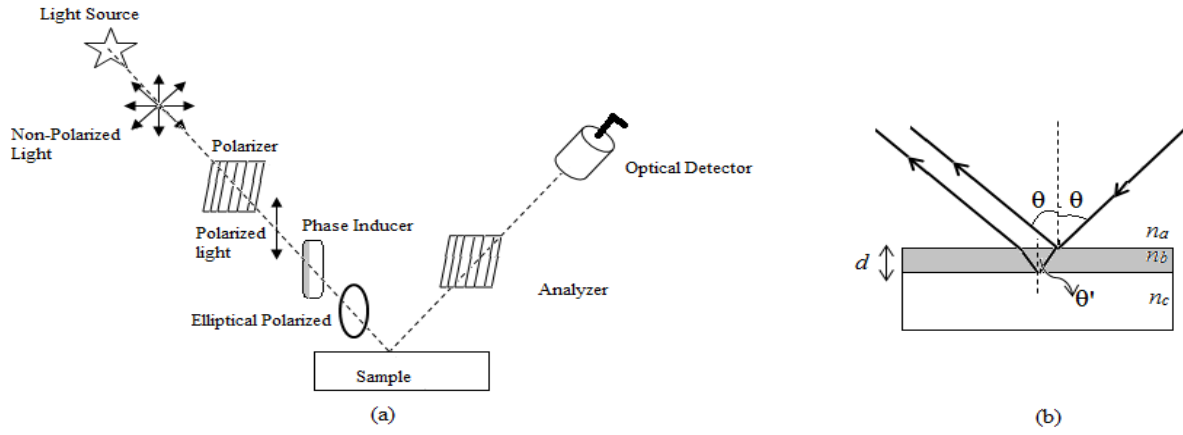 Light Source
Non-Polarized
Light
Polarizer
Polarized
light
Phase Inducer
Elliptical Polarized
Sample
Analyzer
Optical Detector
(a)
θ θ
n_a
n_b
d
θ'
n_c
(b)